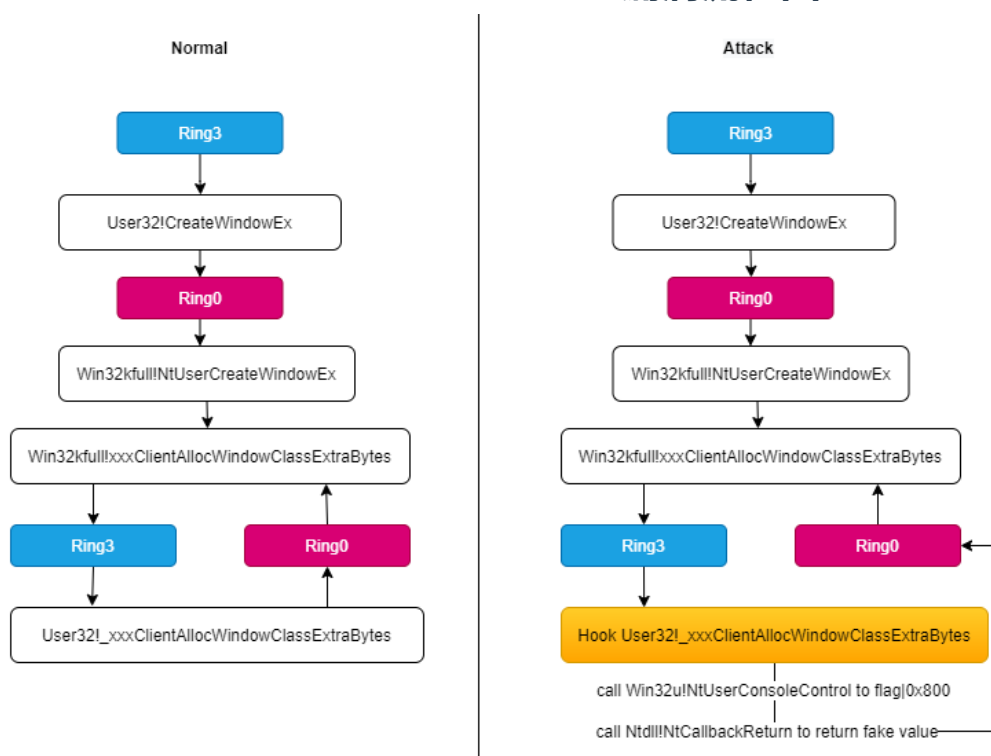 Normal
Ring3
User32!CreateWindowEx
Ring0
Win32kfull!NtUserCreateWindowEx
Win32kfull!xxxClientAllocWindowClassExtraBytes
Ring3
Ring0
User32!_xxxClientAllocWindowClassExtraBytes
Attack
Ring3
User32!CreateWindowEx
Ring0
Win32kfull!NtUserCreateWindowEx
Win32kfull!xxxClientAllocWindowClassExtraBytes
Ring3
Ring0
Hook User32!_xxxClientAllocWindowClassExtraBytes
call Win32u!NtUserConsoleControl to flag|0x800
call Ntdll!NtCallbackReturn to return fake value